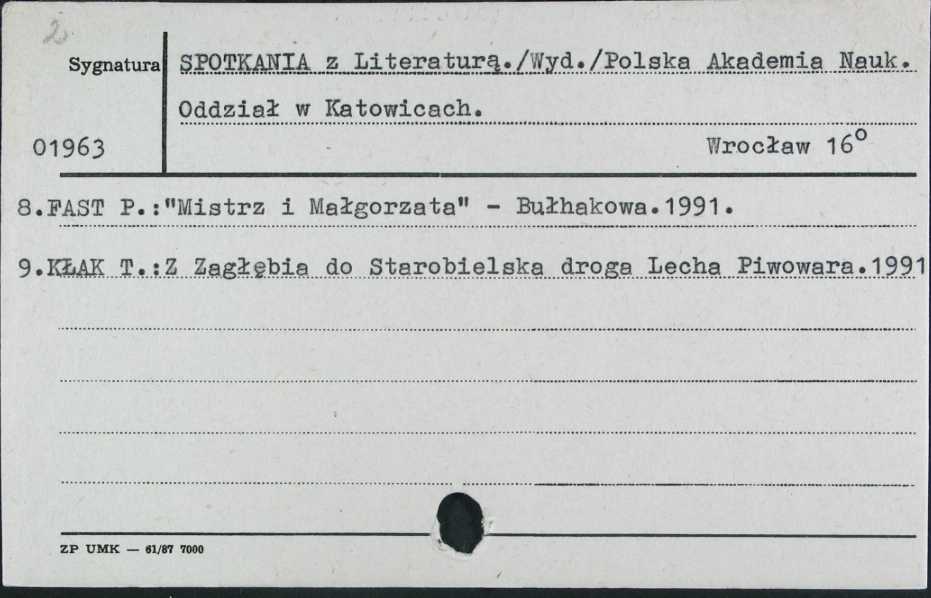 2
Sygnatura
SPOTKANIA z Literaturą./Wyd./Polska Akademia Nauk.
Oddział w Katowicach.
01963
Wrocław 16°
8.FAST P.:"Mistrz i Małgorzata" - Bułhakowa.1991.
9.KŁAK T.:Z Zagłębia do Starobielska droga Lecha Piwowara.1991
ZP UMK — 61/87 7000